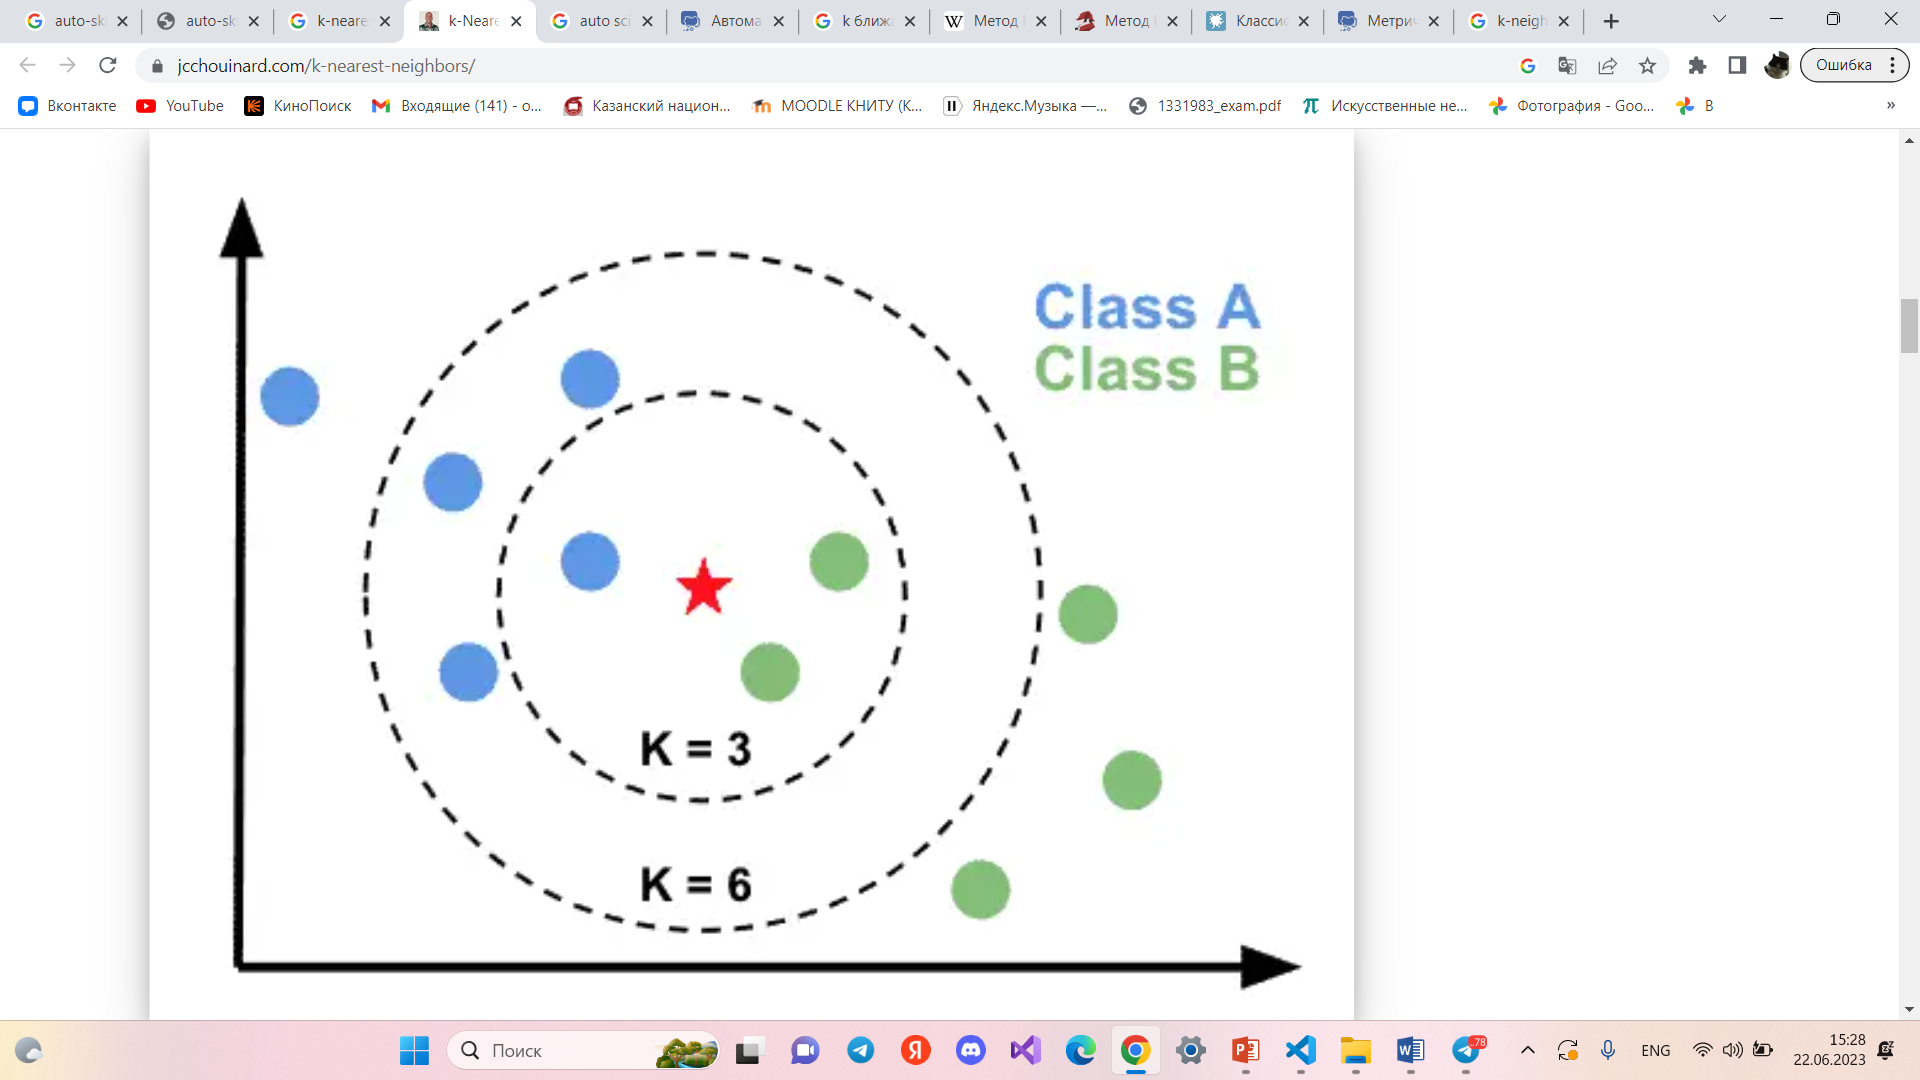 auto-sk
auto-sk
k-neare
k-Neare
auto sci
Автома
k ближ
Метод
Метод
Класси
Метри
k-neigh
jcchouinard.com/k-nearest-neighbors/
Ошибка
Вконтакте
YouTube
КиноПоиск
Входящие (141) - о...
Казанский национ...
MOODLE КНИТУ (К...
Яндекс.Музыка —...
1331983_exam.pdf
Искусственные не...
Фотография - Goo...
В
Class A
Class B
K = 3
K = 6
Поиск
..78
ENG
15:28
22.06.2023